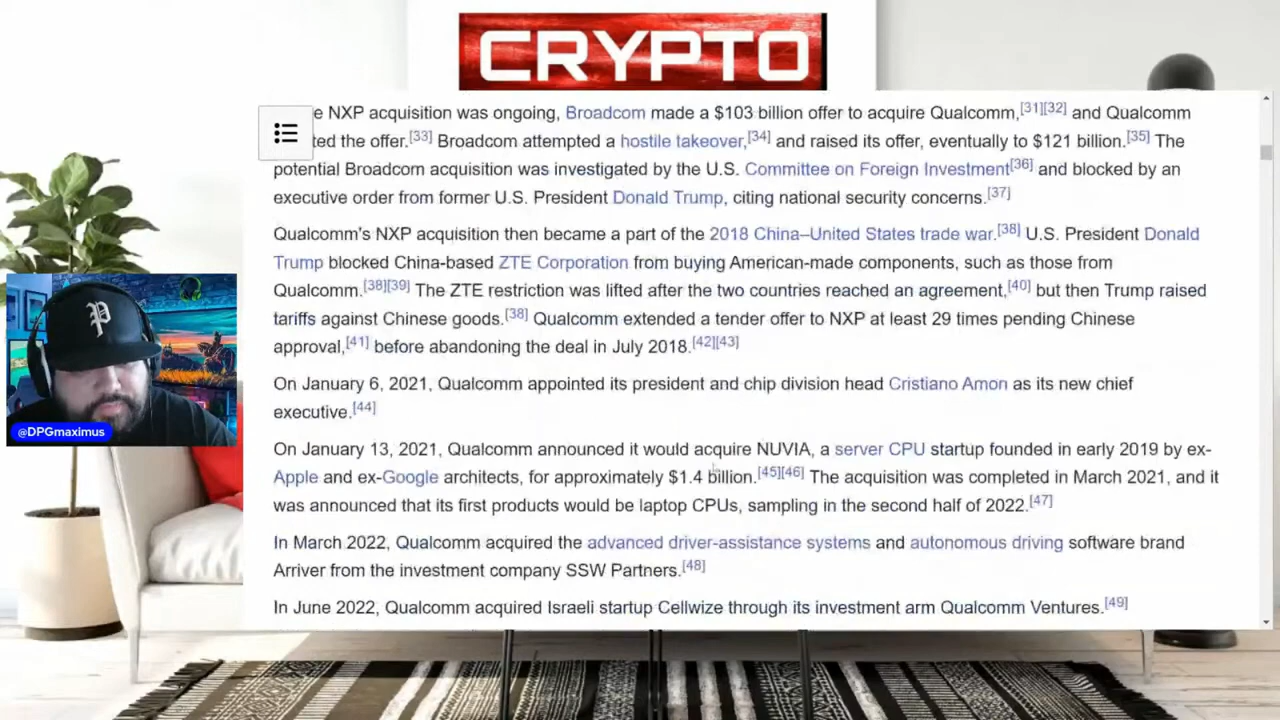 CRYPTO
e NXP acquisition was ongoing, Broadcom made a $103 billion offer to acquire Qualcomm,[31][32] and Qualcomm
ted the offer.[33] Broadcom attempted a hostile takeover,[34] and raised its offer, eventually to $121 billion.[35] The
potential Broadcom acquisition was investigated by the U.S. Committee on Foreign Investment[36] and blocked by an
executive order from former U.S. President Donald Trump, citing national security concerns.[37]
Qualcomm's NXP acquisition then became a part of the 2018 China–United States trade war.[38] U.S. President Donald
Trump blocked China-based ZTE Corporation from buying American-made components, such as those from
Qualcomm.[38][39] The ZTE restriction was lifted after the two countries reached an agreement,[40] but then Trump raised
tariffs against Chinese goods.[38] Qualcomm extended a tender offer to NXP at least 29 times pending Chinese
approval,[41] before abandoning the deal in July 2018.[42][43]
On January 6, 2021, Qualcomm appointed its president and chip division head Cristiano Amon as its new chief
executive.[44]
On January 13, 2021, Qualcomm announced it would acquire NUVIA, a server CPU startup founded in early 2019 by ex-
Apple and ex-Google architects, for approximately $1.4 billion.[45][46] The acquisition was completed in March 2021, and it
was announced that its first products would be laptop CPUs, sampling in the second half of 2022.[47]
In March 2022, Qualcomm acquired the advanced driver-assistance systems and autonomous driving software brand
Arriver from the investment company SSW Partners.[48]
In June 2022, Qualcomm acquired Israeli startup Cellwize through its investment arm Qualcomm Ventures.[49]
P
@DPGmaximus